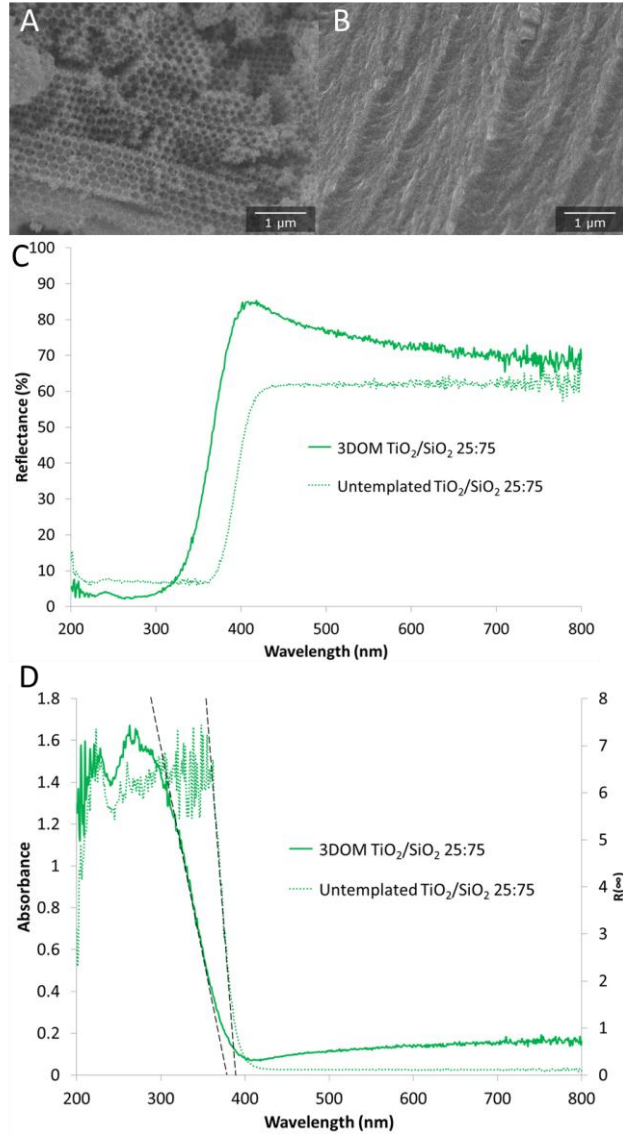 A
B
1 μm
1 μm
C
100
90
80
70
60
50
40
30
20
10
0
Reflectance (%)
3DOM TiO₂/SiO₂ 25:75
Untemplated TiO₂/SiO₂ 25:75
200 300 400 500 600 700 800
Wavelength (nm)
D
1.8
1.6
1.4
1.2
1
0.8
0.6
0.4
0.2
0
Absorbance
3DOM TiO₂/SiO₂ 25:75
Untemplated TiO₂/SiO₂ 25:75
8
7
6
5
4
3
2
1
0
R(∞)
200 300 400 500 600 700 800
Wavelength (nm)